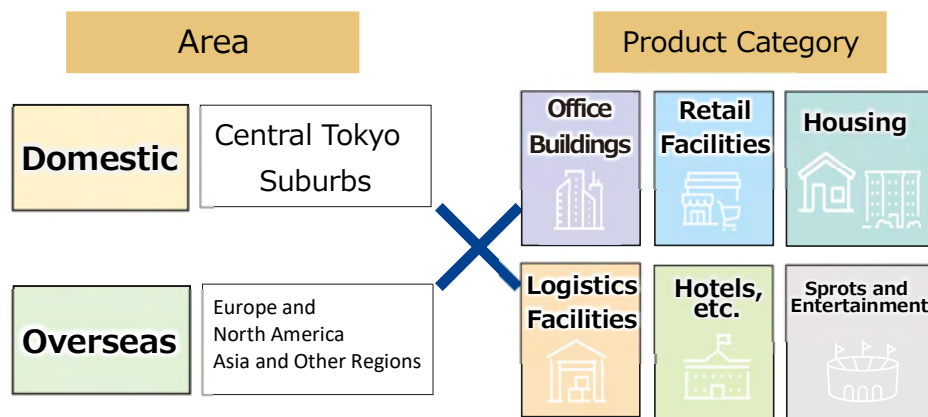 Area
Product Category
Domestic
Central Tokyo
Suburbs
Overseas
Europe and
North America
Asia and Other Regions
Office
Buildings
Retail
Facilities
Housing
Logistics
Facilities
Hotels,
etc.
Sprots and
Entertainment